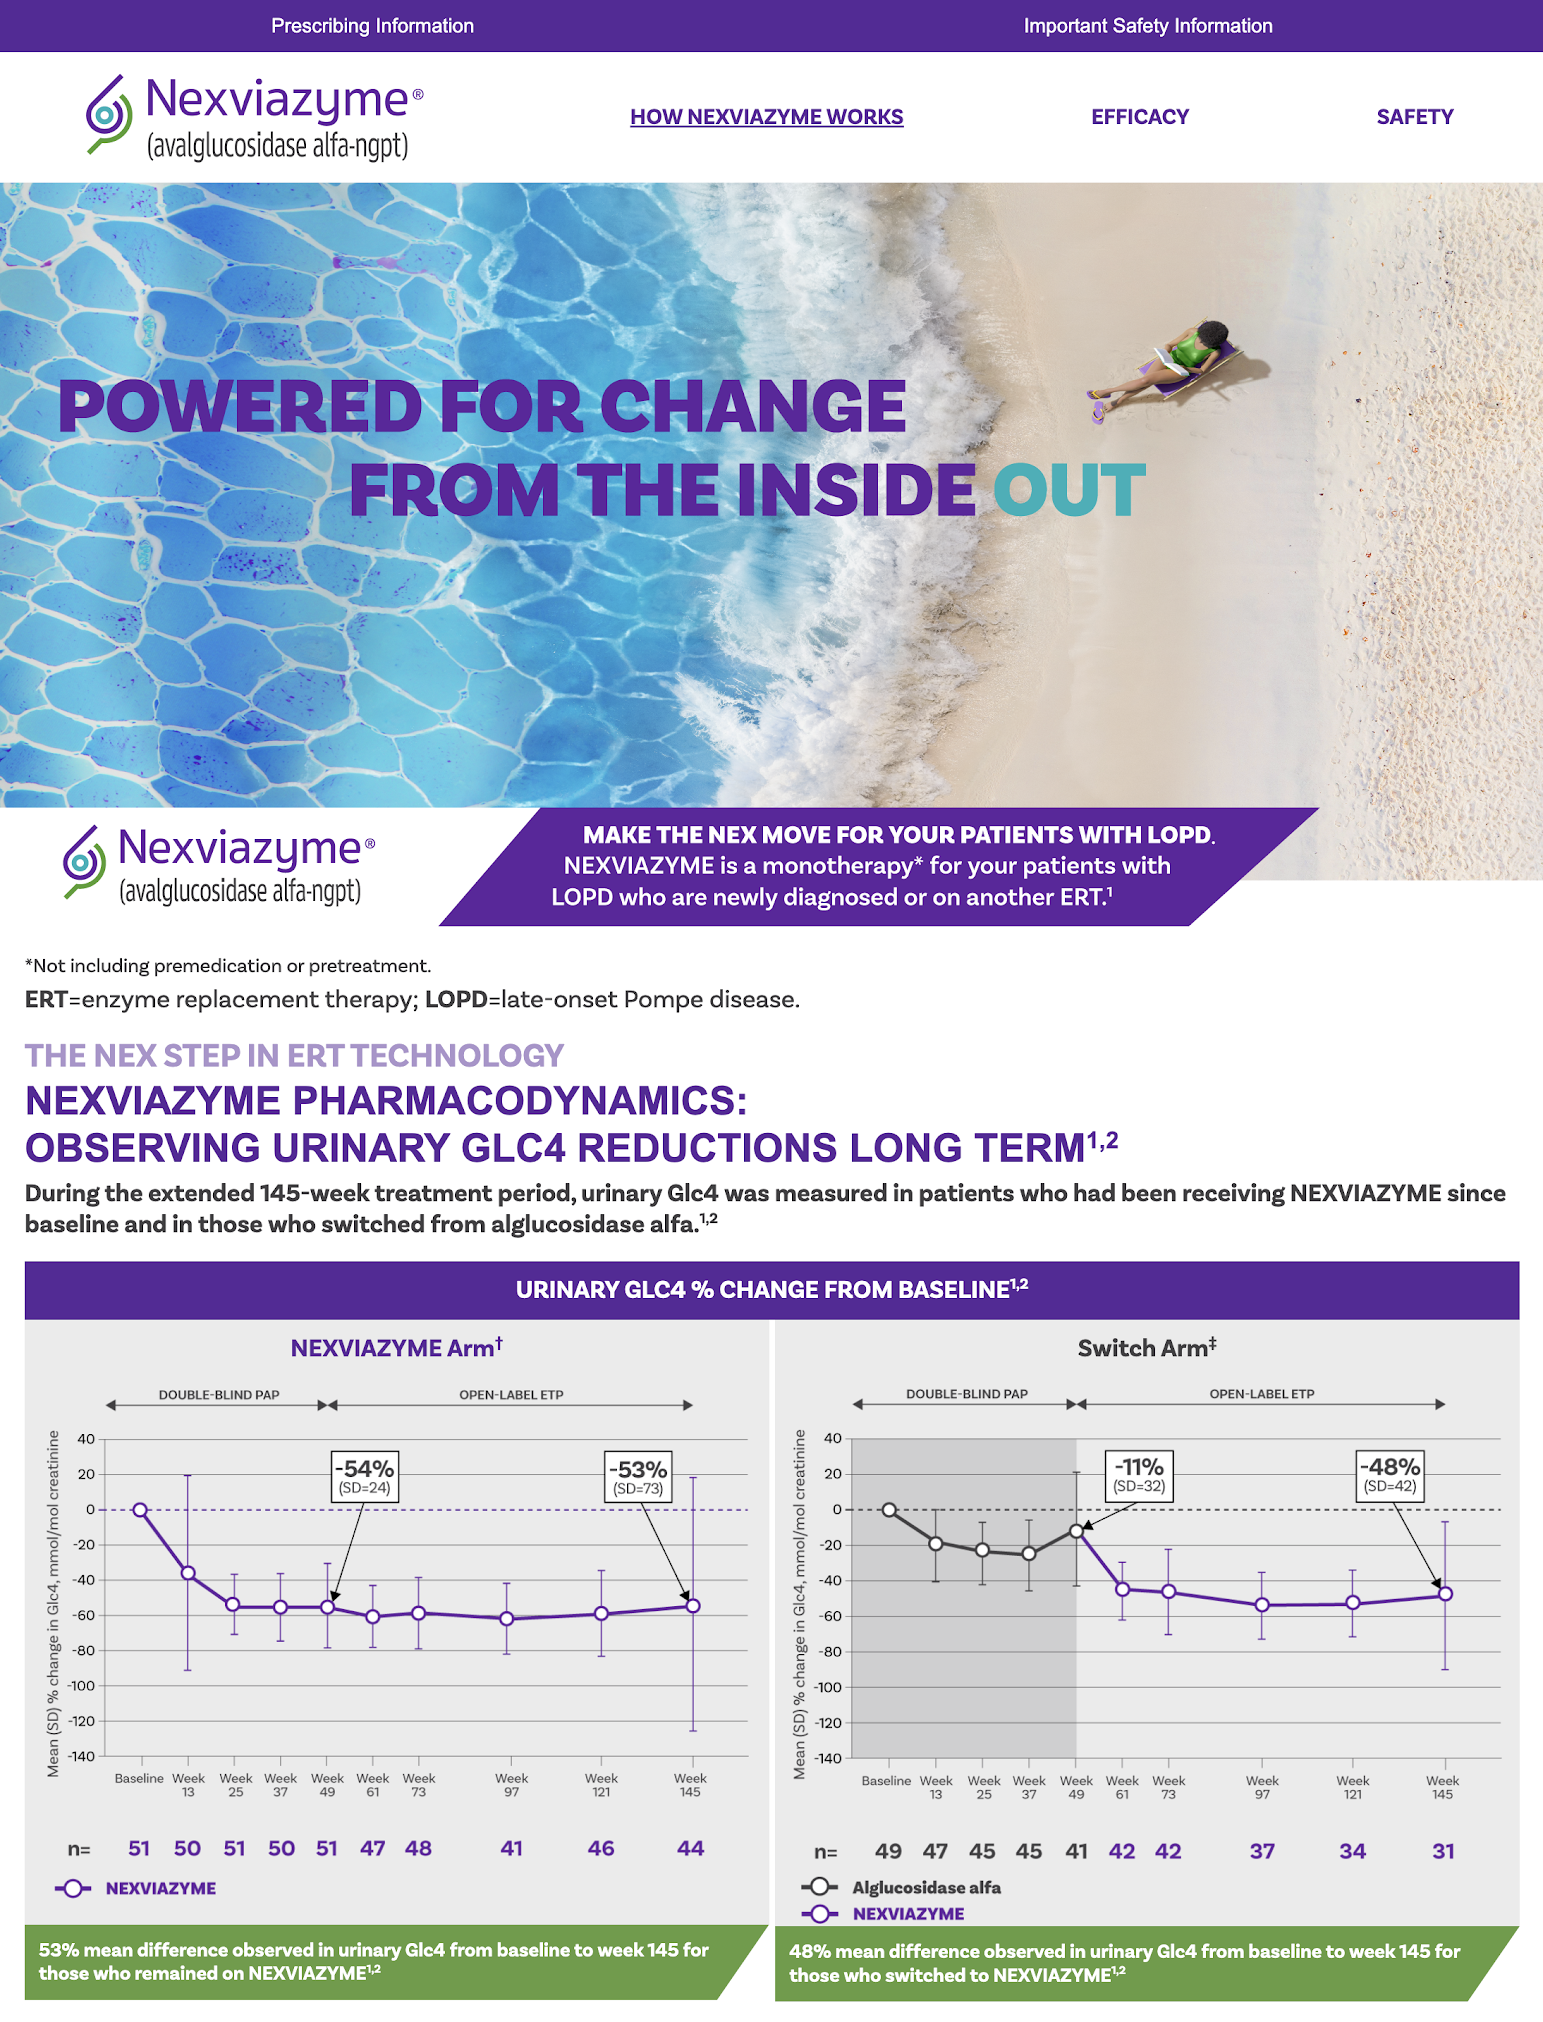 Prescribing Information
Important Safety Information
Nexviazyme®
(avalglucosidase alfa-ngpt)
HOW NEXVIAZYME WORKS
EFFICACY
SAFETY
POWERED FOR CHANGE
FROM THE INSIDE OUT
Nexviazyme®
(avalglucosidase alfa-ngpt)
MAKE THE NEX MOVE FOR YOUR PATIENTS WITH LOPD.
NEXVIAZYME is a monotherapy* for your patients with
LOPD who are newly diagnosed or on another ERT.¹
*Not including premedication or pretreatment.
ERT=enzyme replacement therapy; LOPD=late-onset Pompe disease.
THE NEX STEP IN ERT TECHNOLOGY
NEXVIAZYME PHARMACODYNAMICS:
OBSERVING URINARY GLC4 REDUCTIONS LONG TERM¹,²
During the extended 145-week treatment period, urinary Glc4 was measured in patients who had been receiving NEXVIAZYME since
baseline and in those who switched from alglucosidase alfa.¹,²
URINARY GLC4 % CHANGE FROM BASELINE¹,²
NEXVIAZYME Arm†
DOUBLE-BLIND PAP
OPEN-LABEL ETP
Mean (SD) % change in Glc4, mmol/mol creatinine
40
20
0
-20
-40
-60
-80
-100
-120
-140
-54%
(SD=24)
-53%
(SD=73)
Baseline Week 13 Week 25 Week 37 Week 49 Week 61 Week 73 Week 97 Week 121 Week 145
n= 51 50 51 50 51 47 48 41 46 44
NEXVIAZYME
53% mean difference observed in urinary Glc4 from baseline to week 145 for
those who remained on NEXVIAZYME¹,²
Switch Arm‡
DOUBLE-BLIND PAP
OPEN-LABEL ETP
Mean (SD) % change in Glc4, mmol/mol creatinine
40
20
0
-20
-40
-60
-80
-100
-120
-140
-11%
(SD=32)
-48%
(SD=42)
Baseline Week 13 Week 25 Week 37 Week 49 Week 61 Week 73 Week 97 Week 121 Week 145
n= 49 47 45 45 41 42 42 37 34 31
Alglucosidase alfa
NEXVIAZYME
48% mean difference observed in urinary Glc4 from baseline to week 145 for
those who switched to NEXVIAZYME¹,²